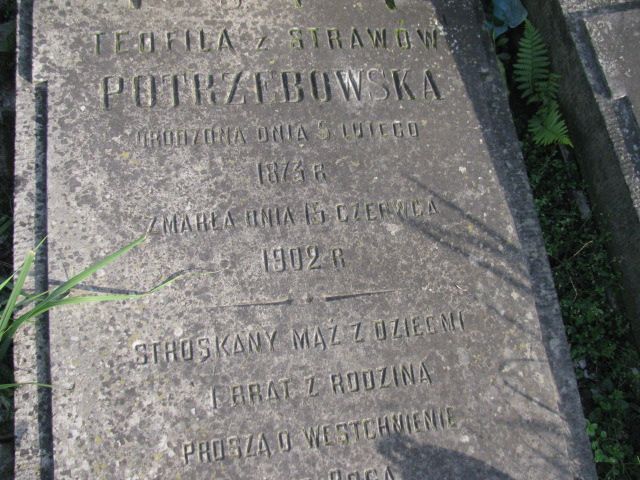 TEOFILA Z STRAWÓW
POTRZEBOWSKA
URODZONA DNIA 5 LUTEGO
1873 R
ZMARŁA DNIA 15 CZERWCA
1902 R
STROSKANY MĄŻ Z DZIEĆMI
I BRAT Z RODZINĄ
PROSZĄ O WESTCHNIENIE
BOGA